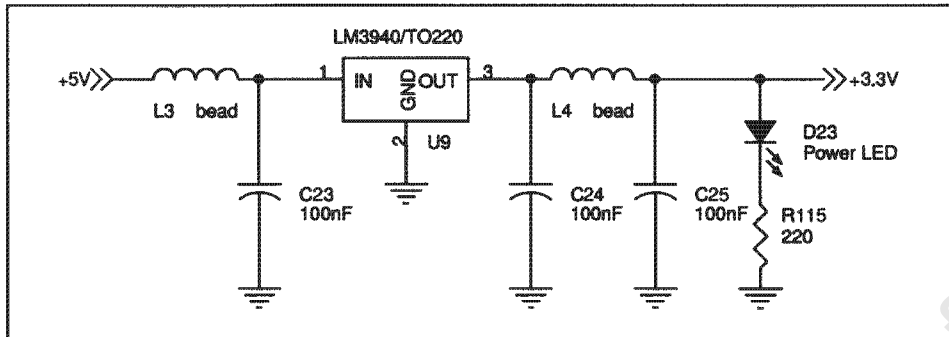 LM3940/TO220
+5V
1
IN
GND
OUT
3
+3.3V
L3 bead
2
U9
L4 bead
D23
Power LED
C23
100nF
C24
100nF
C25
100nF
R115
220